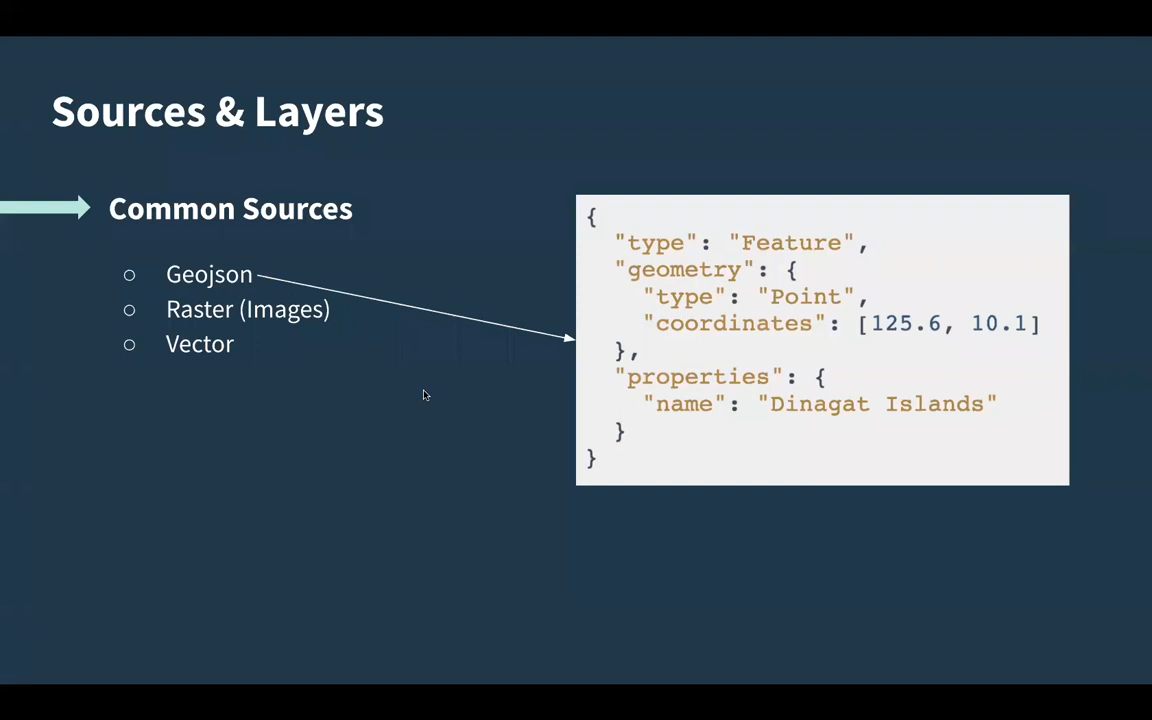 Sources & Layers
Common Sources
○ Geojson
○ Raster (Images)
○ Vector
{
  "type": "Feature",
  "geometry": {
    "type": "Point",
    "coordinates": [125.6, 10.1]
  },
  "properties": {
    "name": "Dinagat Islands"
  }
}